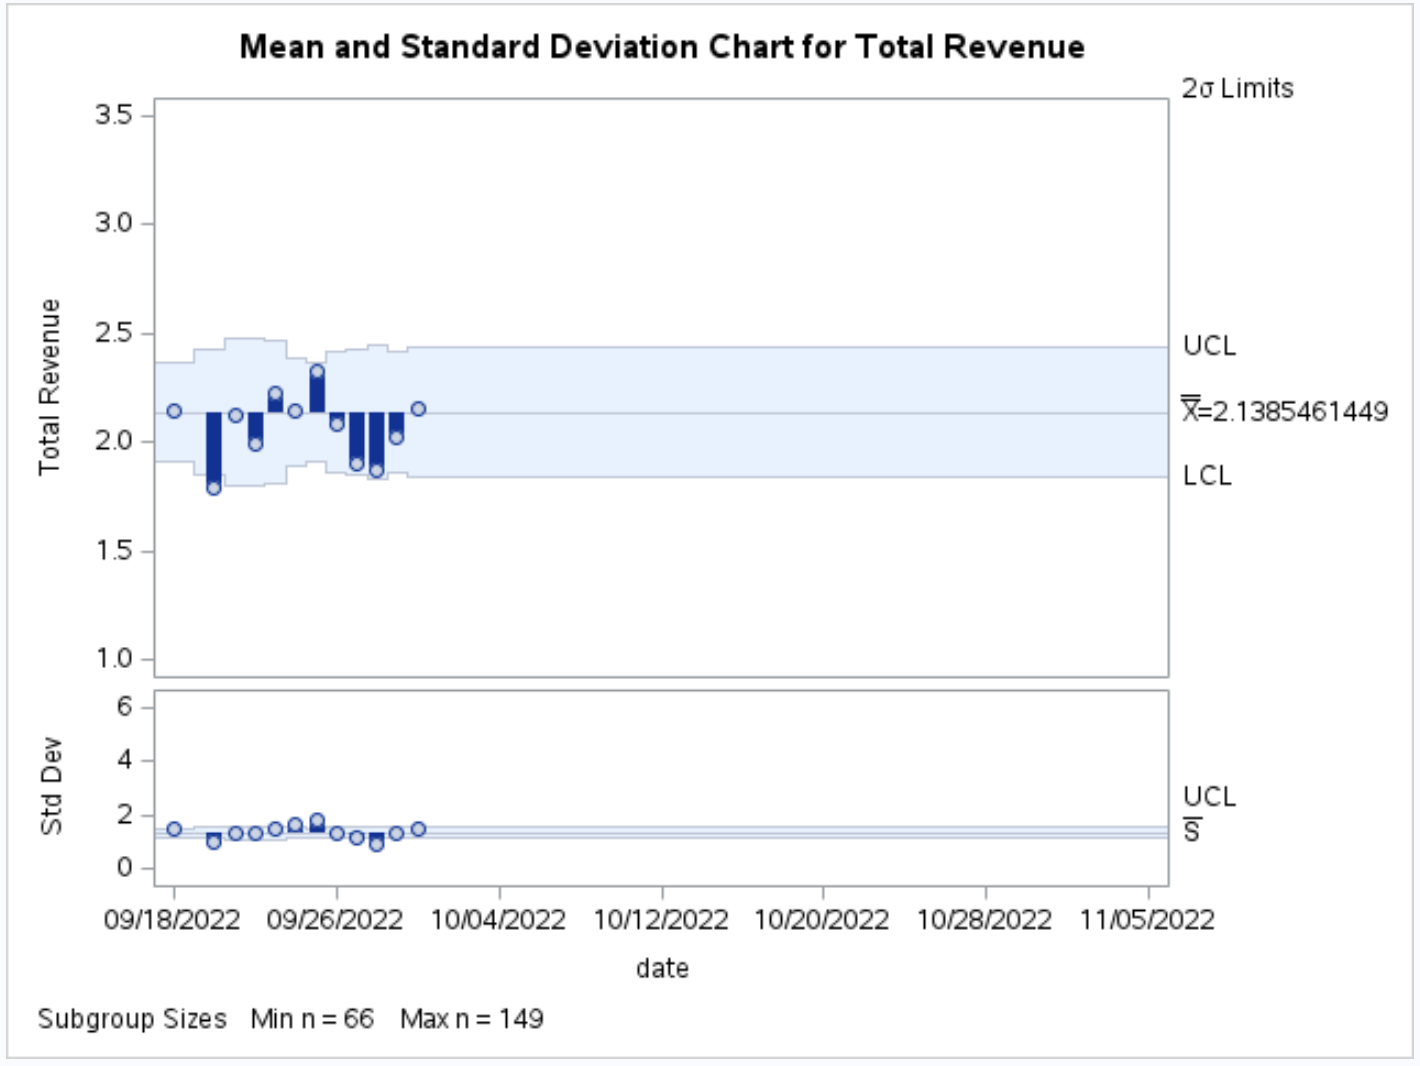 Mean and Standard Deviation Chart for Total Revenue
2σ Limits
3.5
3.0
2.5
2.0
1.5
1.0
Total Revenue
UCL
X̿=2.1385461449
LCL
6
4
2
0
Std Dev
UCL
S̅
09/18/2022 09/26/2022 10/04/2022 10/12/2022 10/20/2022 10/28/2022 11/05/2022
date
Subgroup Sizes Min n = 66 Max n = 149